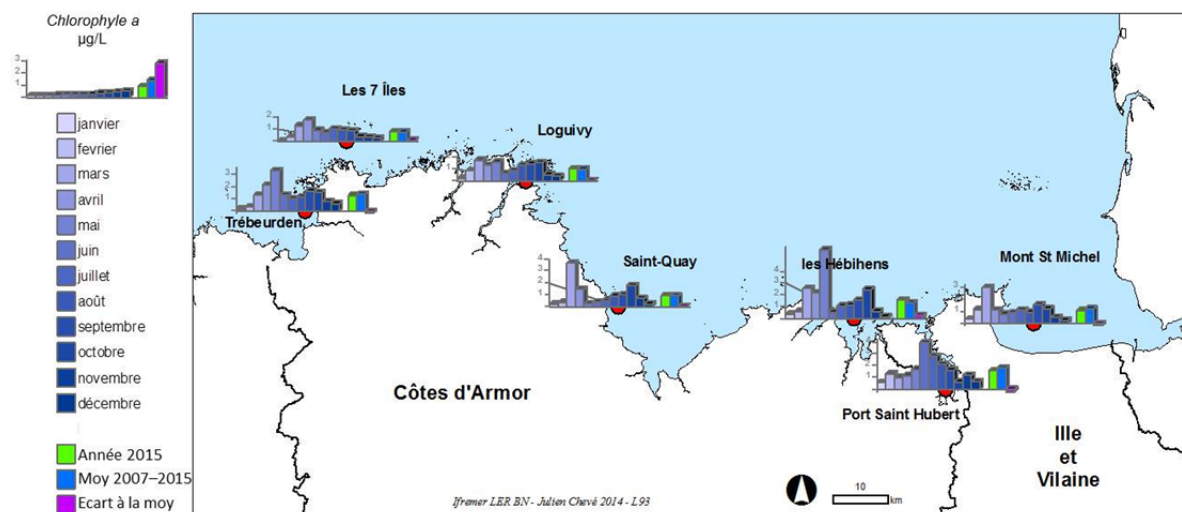 Chlorophyle a
µg/L
3
2
1
janvier
fevrier
mars
avril
mai
juin
juillet
août
septembre
octobre
novembre
décembre
Année 2015
Moy 2007–2015
Ecart à la moy
Les 7 Îles
2
1
Loguivy
1
3
2
1
Trébeurden
Saint-Quay
4
3
2
1
les Hébihens
4
3
2
1
Mont St Michel
3
2
1
2
1
Port Saint Hubert
Côtes d'Armor
Ille
et
Vilaine
10
km
Ifremer LER BN - Julien Chevé 2014 - L93